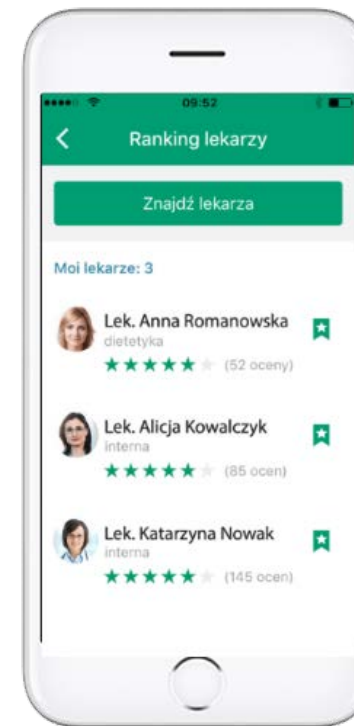 09:52
Ranking lekarzy
Znajdź lekarza
Moi lekarze: 3
Lek. Anna Romanowska
dietetyka
(52 oceny)
Lek. Alicja Kowalczyk
interna
(85 ocen)
Lek. Katarzyna Nowak
interna
(145 ocen)